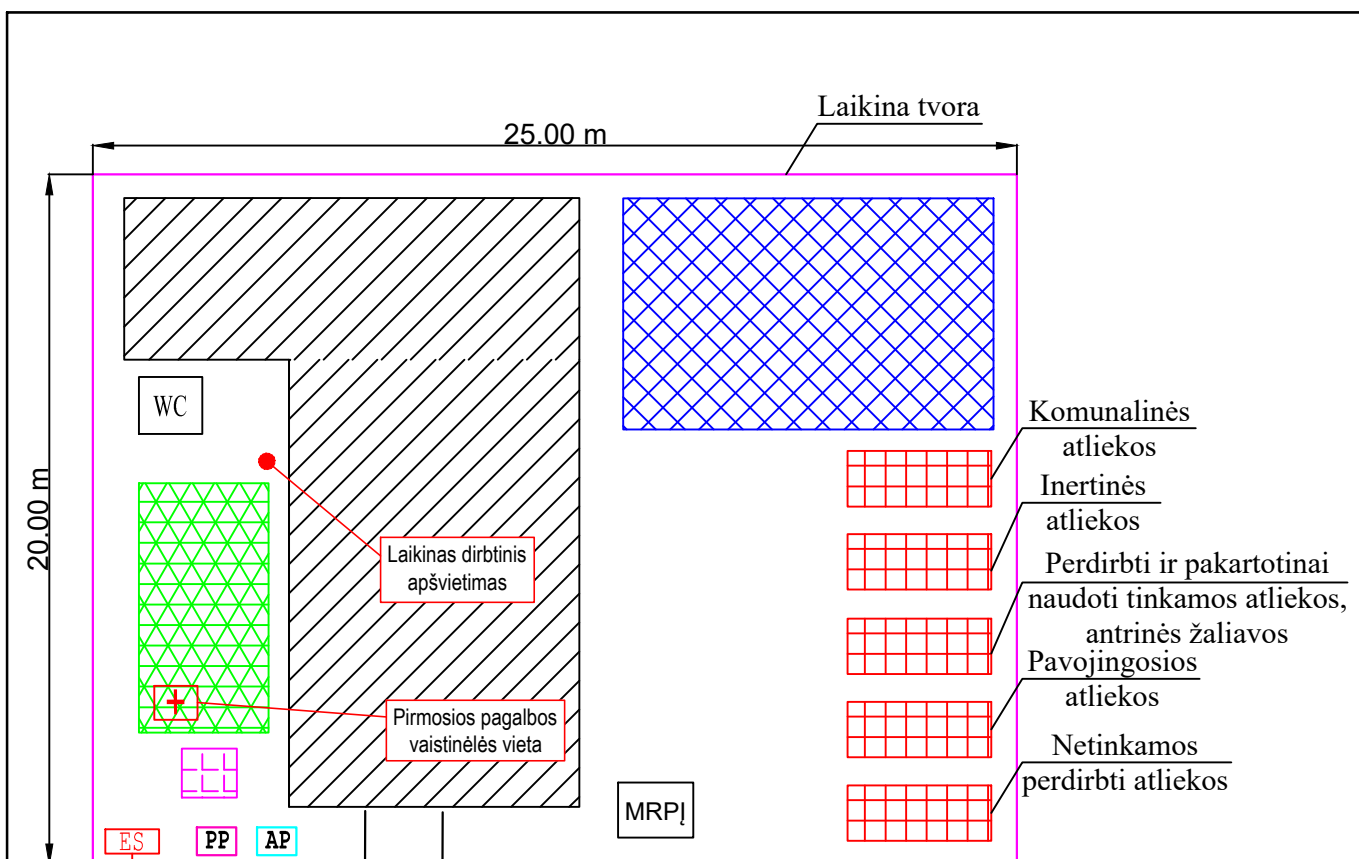 Laikina tvora
25.00 m
20.00 m
WC
Komunalinės
atliekos
Inertinės
atliekos
Laikinas dirbtinis
apšvietimas
Perdirbti ir pakartotinai
naudoti tinkamos atliekos,
antrinės žaliavos
Pavojingosios
atliekos
Pirmosios pagalbos
vaistinėlės vieta
Netinkamos
perdirbti atliekos
MRPĮ
ES
PP
AP